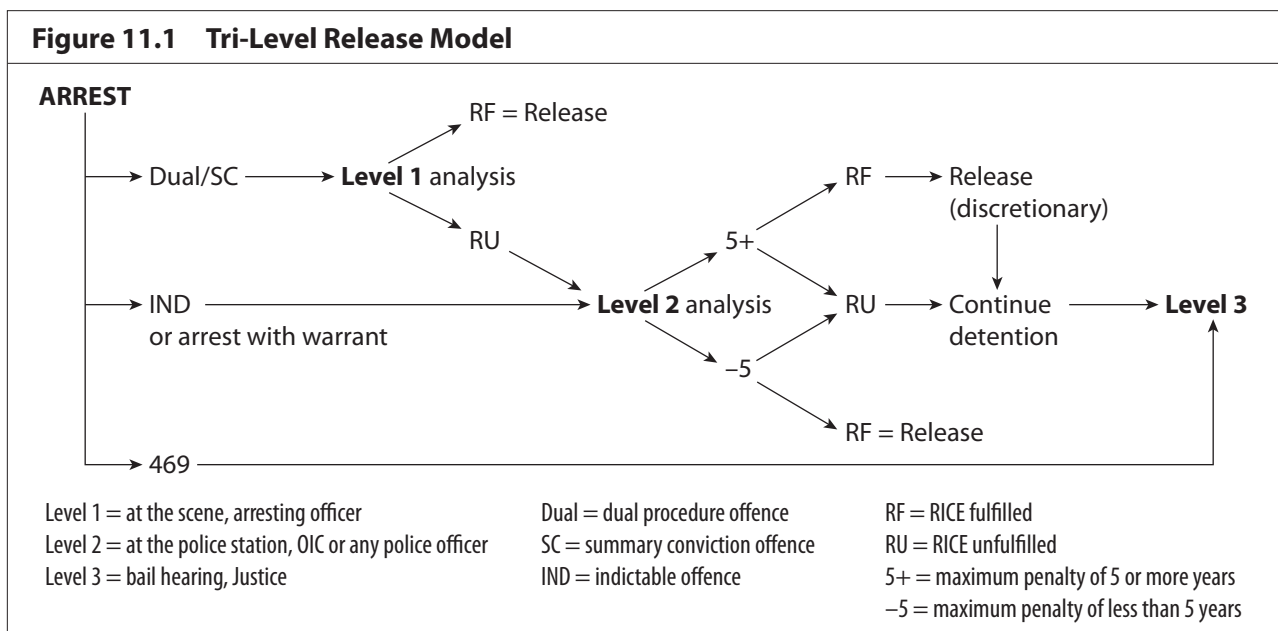 Figure 11.1 Tri-Level Release Model
ARREST
RF = Release
Dual/SC
Level 1 analysis
RF
Release
(discretionary)
RU
5+
IND
or arrest with warrant
Level 2 analysis
RU
Continue
detention
Level 3
–5
RF = Release
469
Level 1 = at the scene, arresting officer
Level 2 = at the police station, OIC or any police officer
Level 3 = bail hearing, Justice
Dual = dual procedure offence
SC = summary conviction offence
IND = indictable offence
RF = RICE fulfilled
RU = RICE unfulfilled
5+ = maximum penalty of 5 or more years
–5 = maximum penalty of less than 5 years